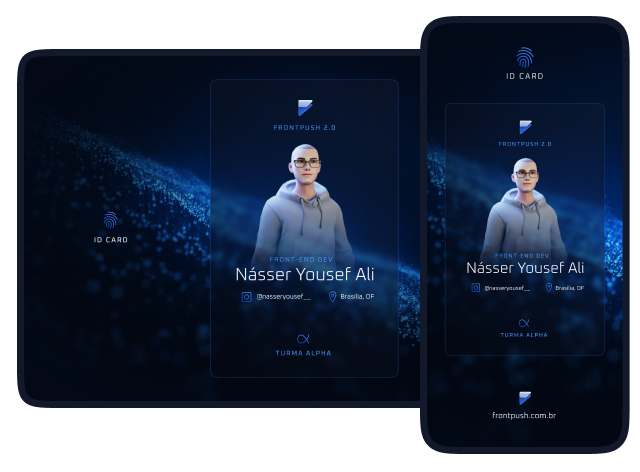 ID CARD
FRONTPUSH 2.0
FRONT-END DEV
Násser Yousef Ali
@nasseryousef__
Brasília, DF
TURMA ALPHA
ID CARD
FRONTPUSH 2.0
FRONT-END DEV
Násser Yousef Ali
@nasseryousef__
Brasília, DF
TURMA ALPHA
frontpush.com.br